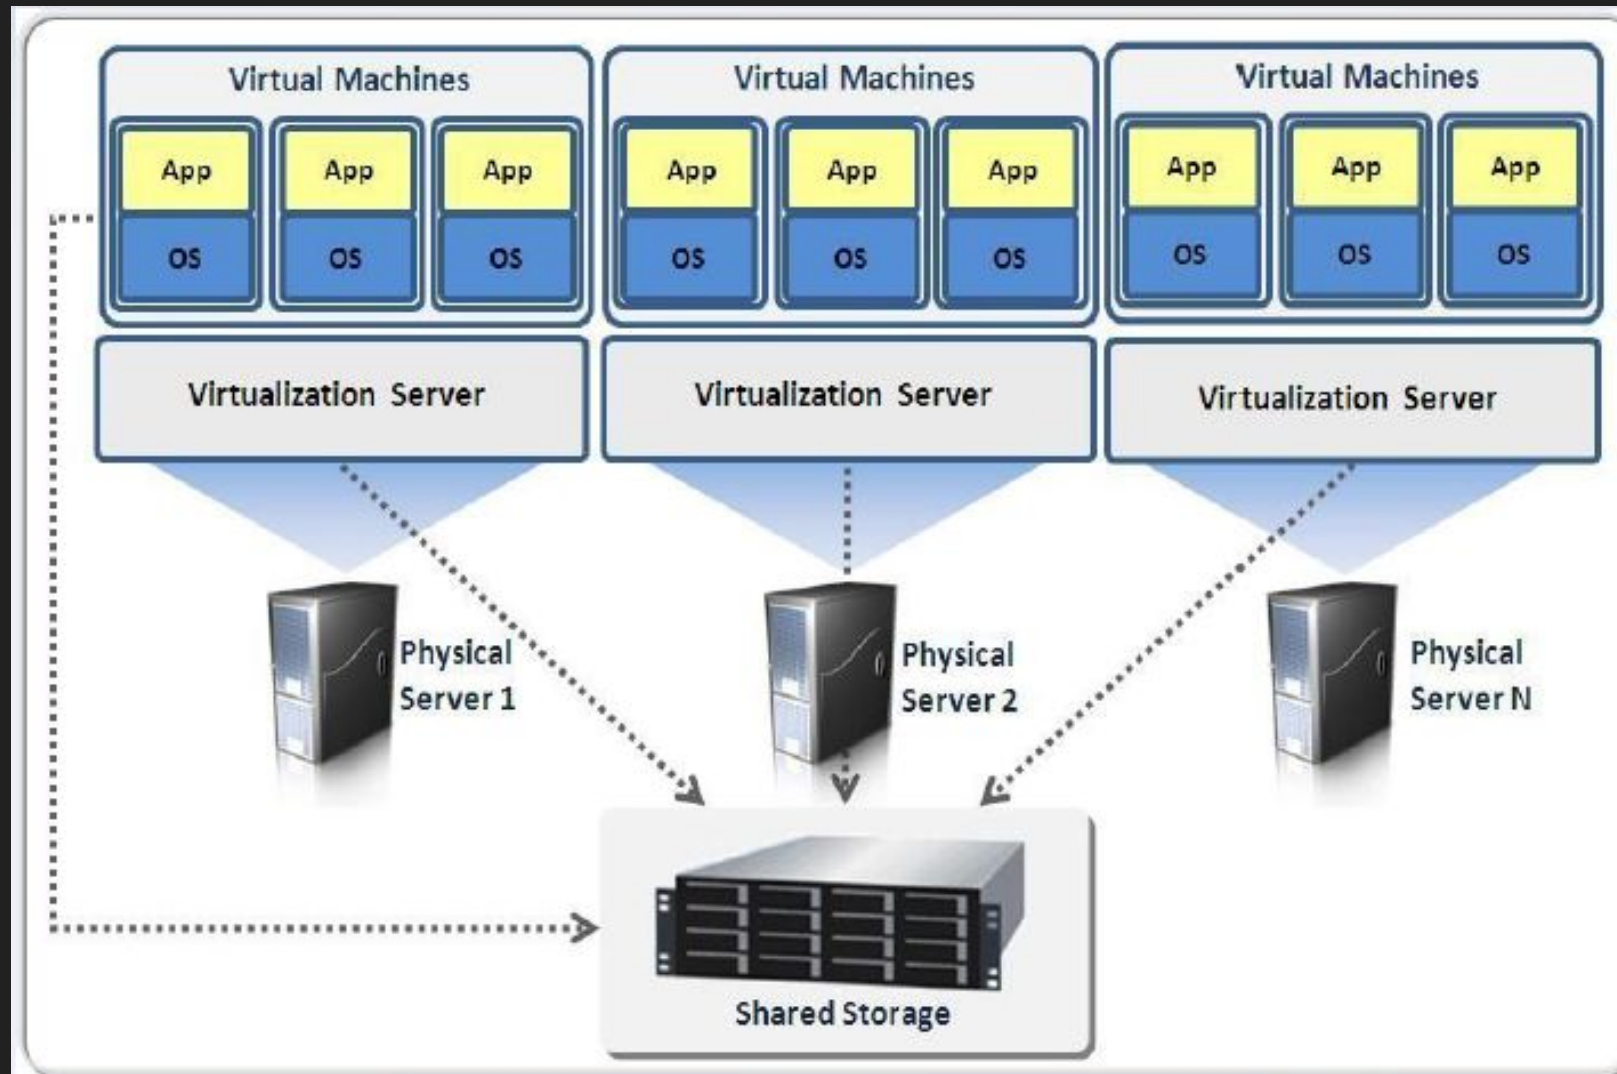 Virtual Machines
App App App
OS OS OS
Virtual Machines
App App App
OS OS OS
Virtual Machines
App App App
OS OS OS
Virtualization Server
Virtualization Server
Virtualization Server
Physical
Server 1
Physical
Server 2
Physical
Server N
Shared Storage